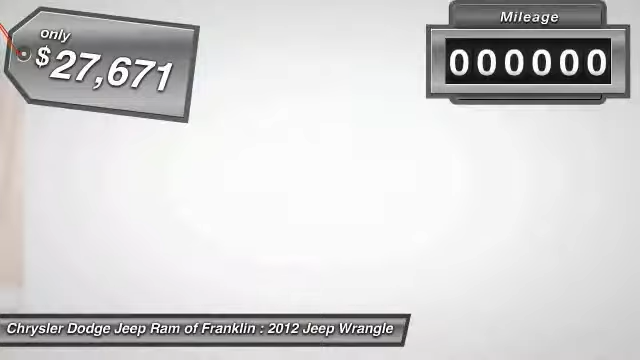 only
$27,671
Mileage
000000
Chrysler Dodge Jeep Ram of Franklin : 2012 Jeep Wrangle